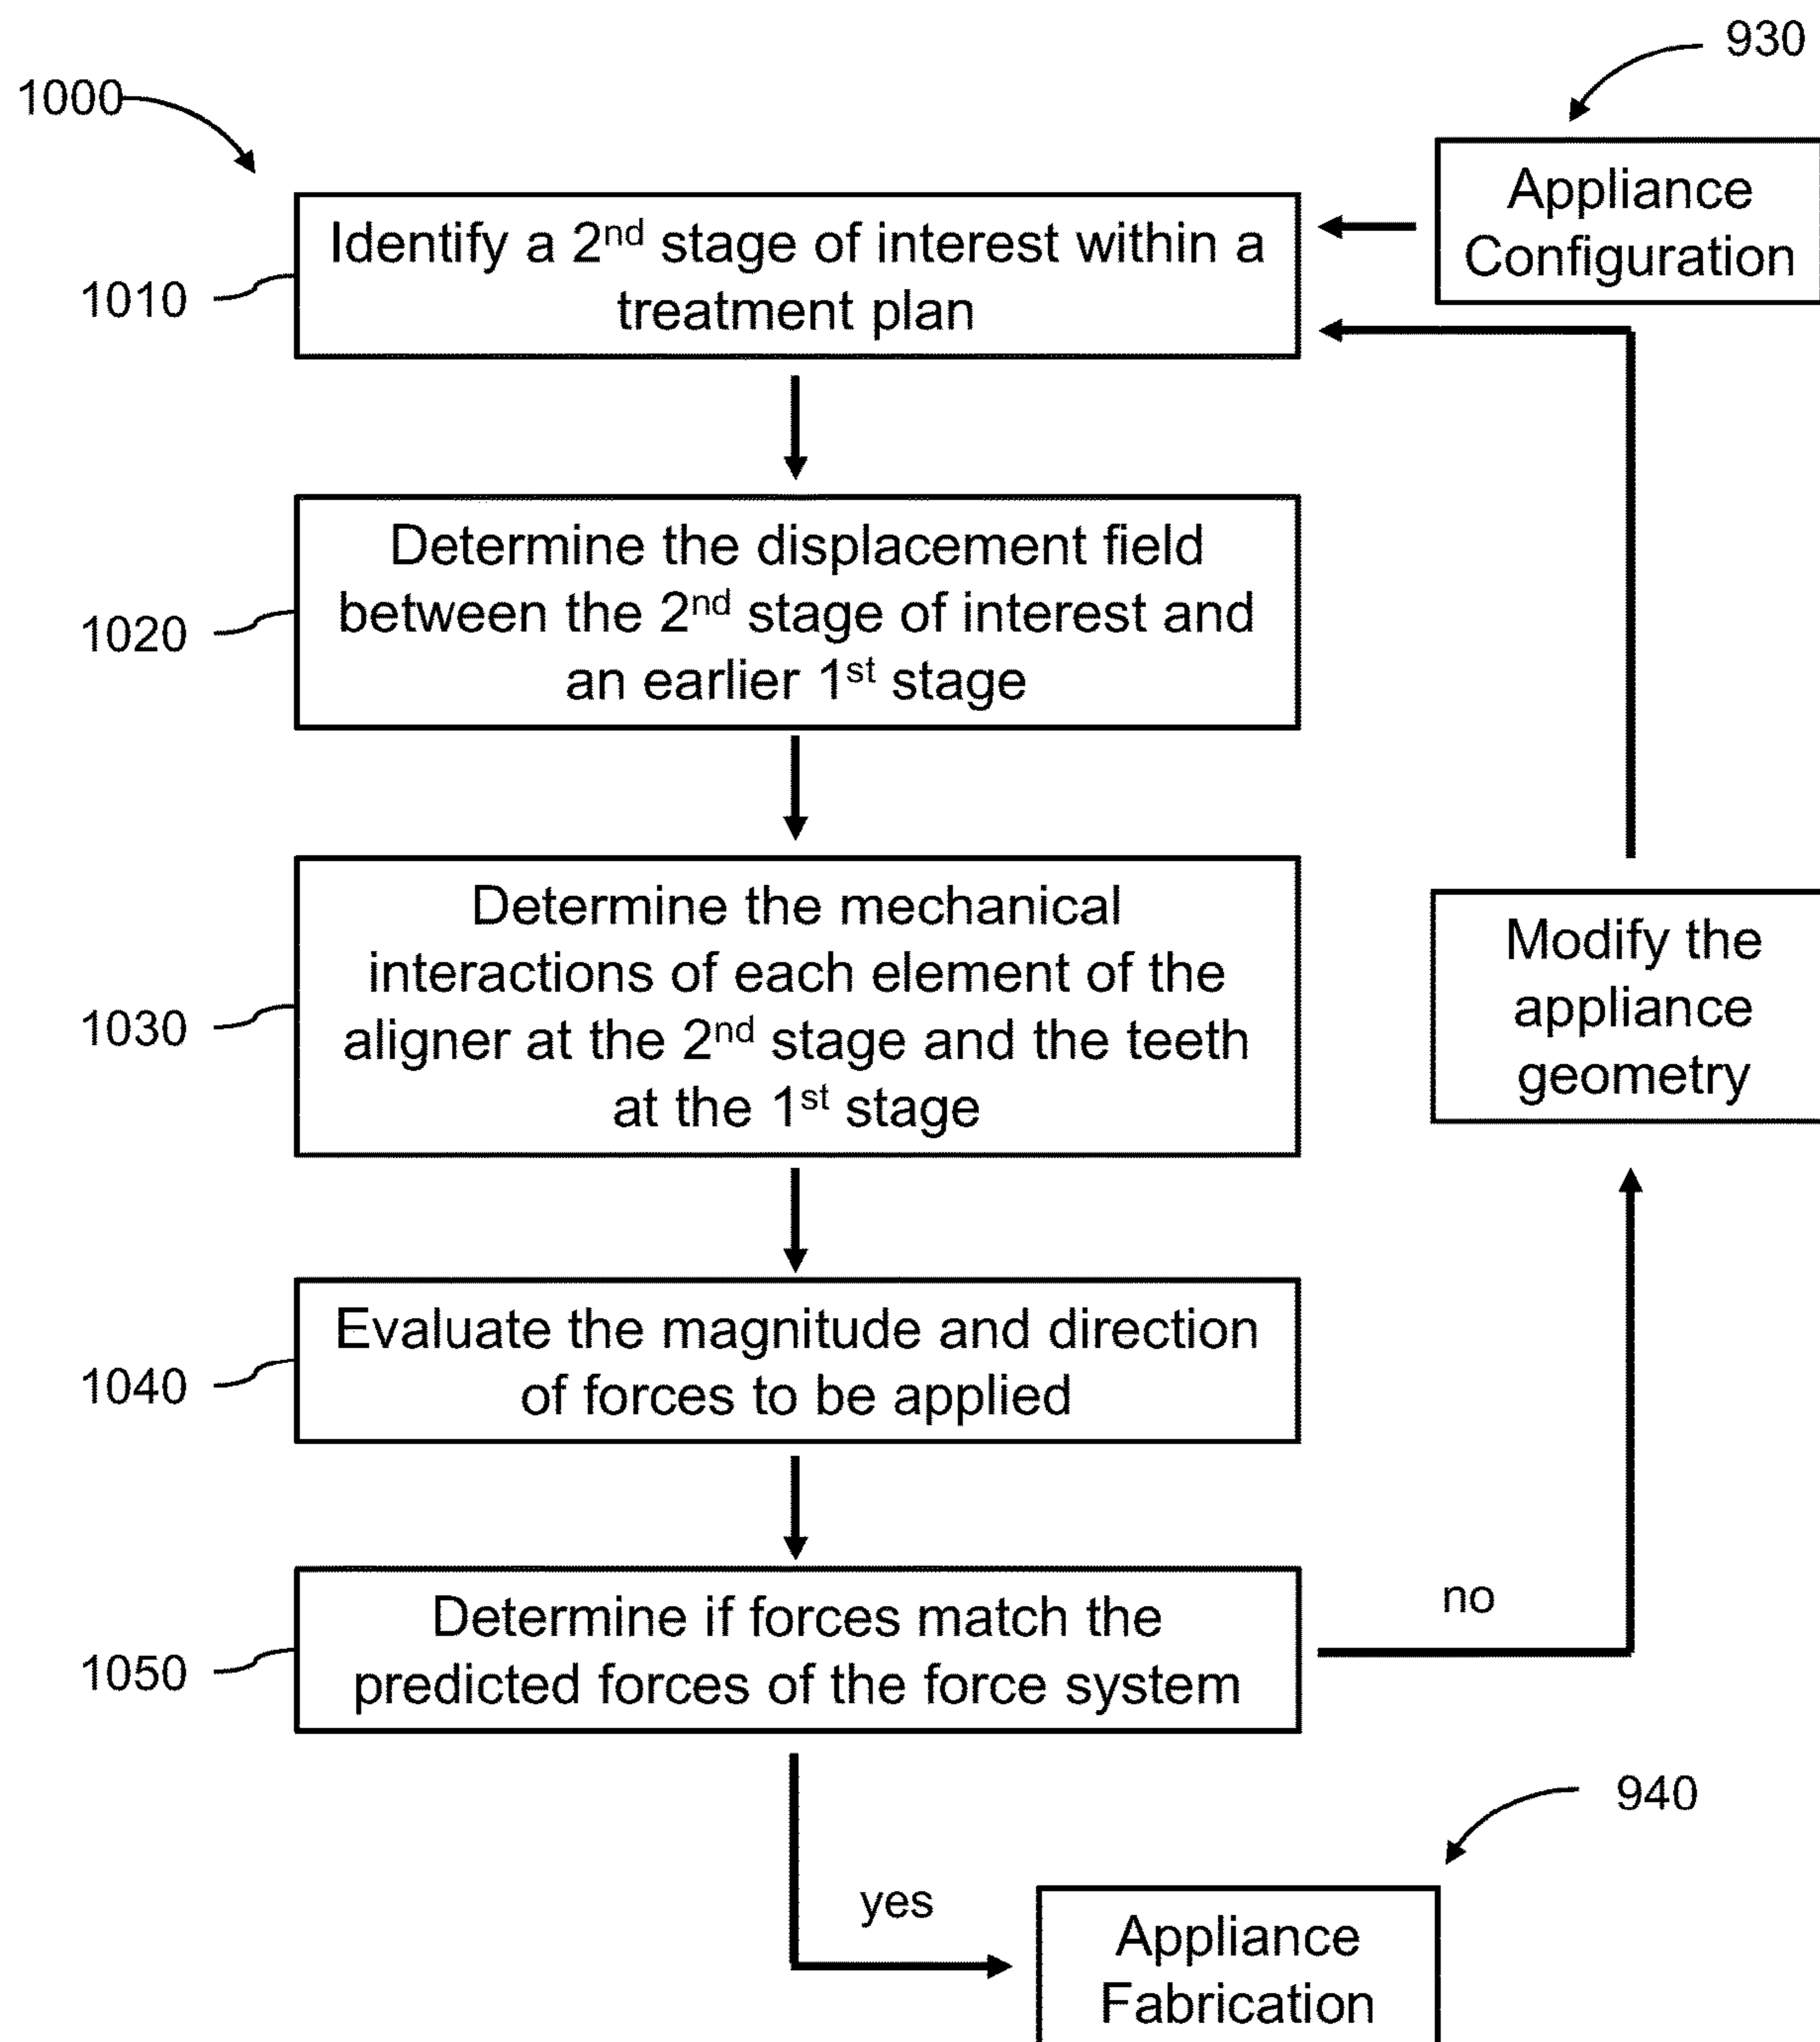 930
1000
Appliance
Configuration
Identify a 2nd stage of interest within a
treatment plan
1010
Determine the displacement field
between the 2nd stage of interest and
an earlier 1st stage
1020
Determine the mechanical
interactions of each element of the
aligner at the 2nd stage and the teeth
at the 1st stage
1030
Modify the
appliance
geometry
Evaluate the magnitude and direction
of forces to be applied
1040
Determine if forces match the
predicted forces of the force system
1050
no
940
yes
Appliance
Fabrication